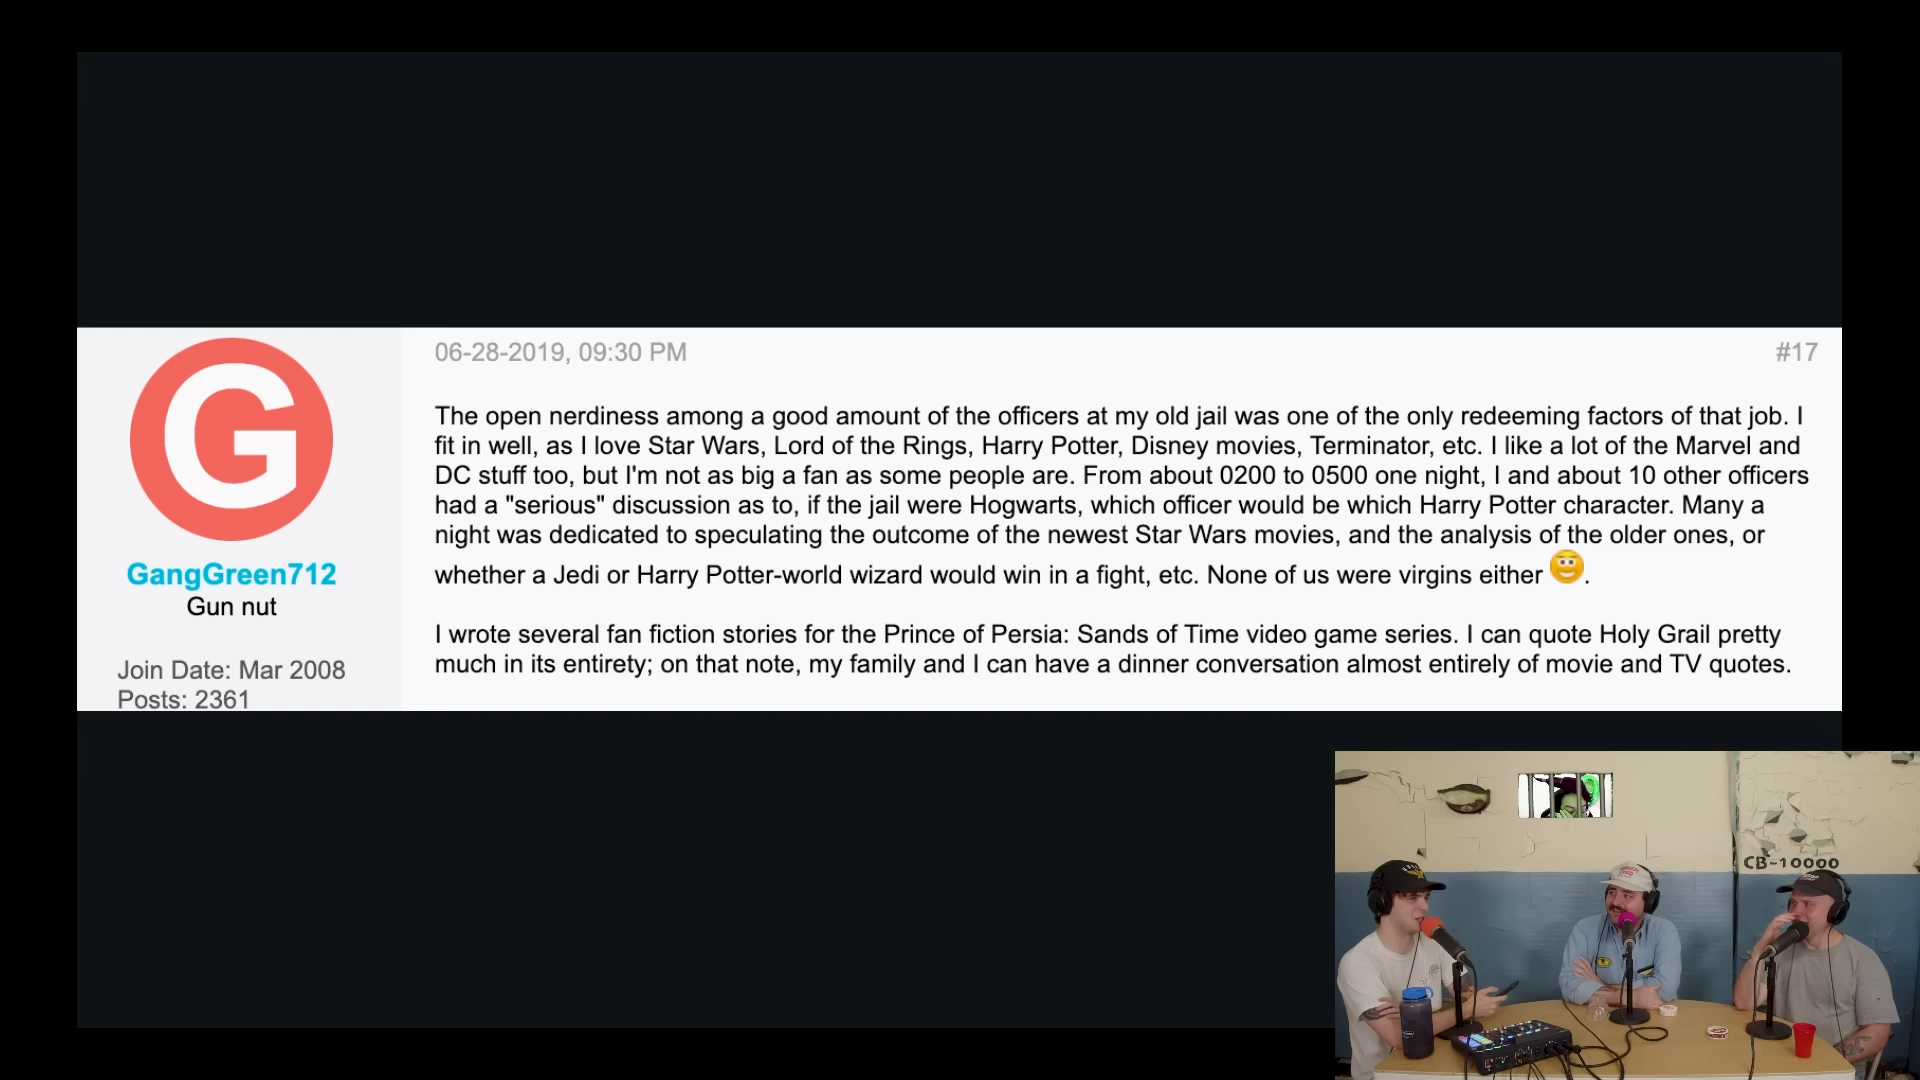 G
GangGreen712
Gun nut
Join Date: Mar 2008
Posts: 2361
06-28-2019, 09:30 PM
#17
The open nerdiness among a good amount of the officers at my old jail was one of the only redeeming factors of that job. I
fit in well, as I love Star Wars, Lord of the Rings, Harry Potter, Disney movies, Terminator, etc. I like a lot of the Marvel and
DC stuff too, but I'm not as big a fan as some people are. From about 0200 to 0500 one night, I and about 10 other officers
had a "serious" discussion as to, if the jail were Hogwarts, which officer would be which Harry Potter character. Many a
night was dedicated to speculating the outcome of the newest Star Wars movies, and the analysis of the older ones, or
whether a Jedi or Harry Potter-world wizard would win in a fight, etc. None of us were virgins either 😁.
I wrote several fan fiction stories for the Prince of Persia: Sands of Time video game series. I can quote Holy Grail pretty
much in its entirety; on that note, my family and I can have a dinner conversation almost entirely of movie and TV quotes.
CB-10000